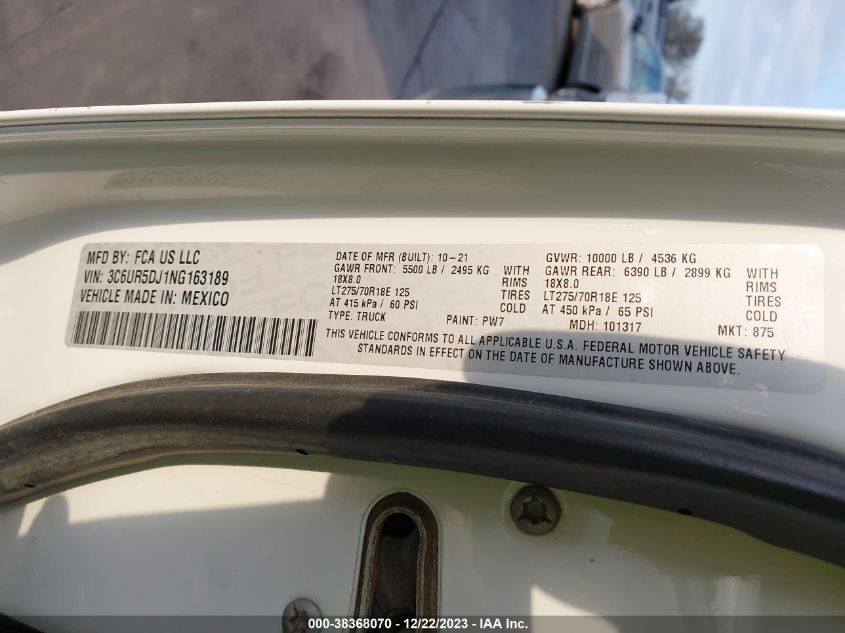 MFD BY: FCA US LLC
VIN: 3C6UR5DJ1NG163189
VEHICLE MADE IN: MEXICO
DATE OF MFR (BUILT): 10-21
GAWR FRONT: 5500 LB / 2495 KG WITH
18X8.0 RIMS
LT275/70R18E 125 TIRES
AT 415 kPa / 60 PSI COLD
TYPE: TRUCK PAINT: PW7
GVWR: 10000 LB / 4536 KG
GAWR REAR: 6390 LB / 2899 KG WITH
18X8.0 RIMS
LT275/70R18E 125 TIRES
AT 450 kPa / 65 PSI COLD
MDH: 101317 MKT: 875
THIS VEHICLE CONFORMS TO ALL APPLICABLE U.S.A. FEDERAL MOTOR VEHICLE SAFETY
STANDARDS IN EFFECT ON THE DATE OF MANUFACTURE SHOWN ABOVE.
000-38368070 - 12/22/2023 - IAA Inc.